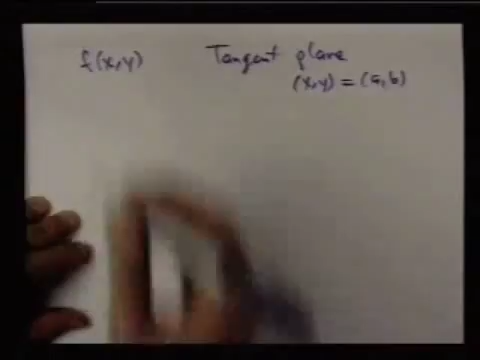 f(x,y) Tangent plane
(x,y) = (a,b)